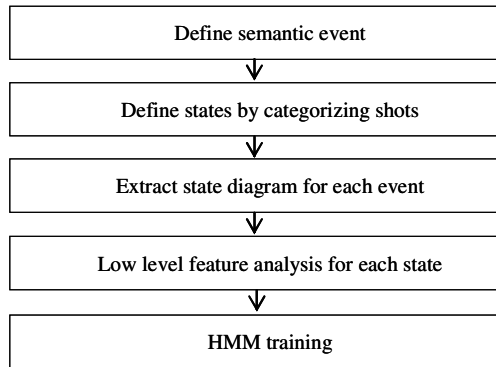 Define semantic event
Define states by categorizing shots
Extract state diagram for each event
Low level feature analysis for each state
HMM training